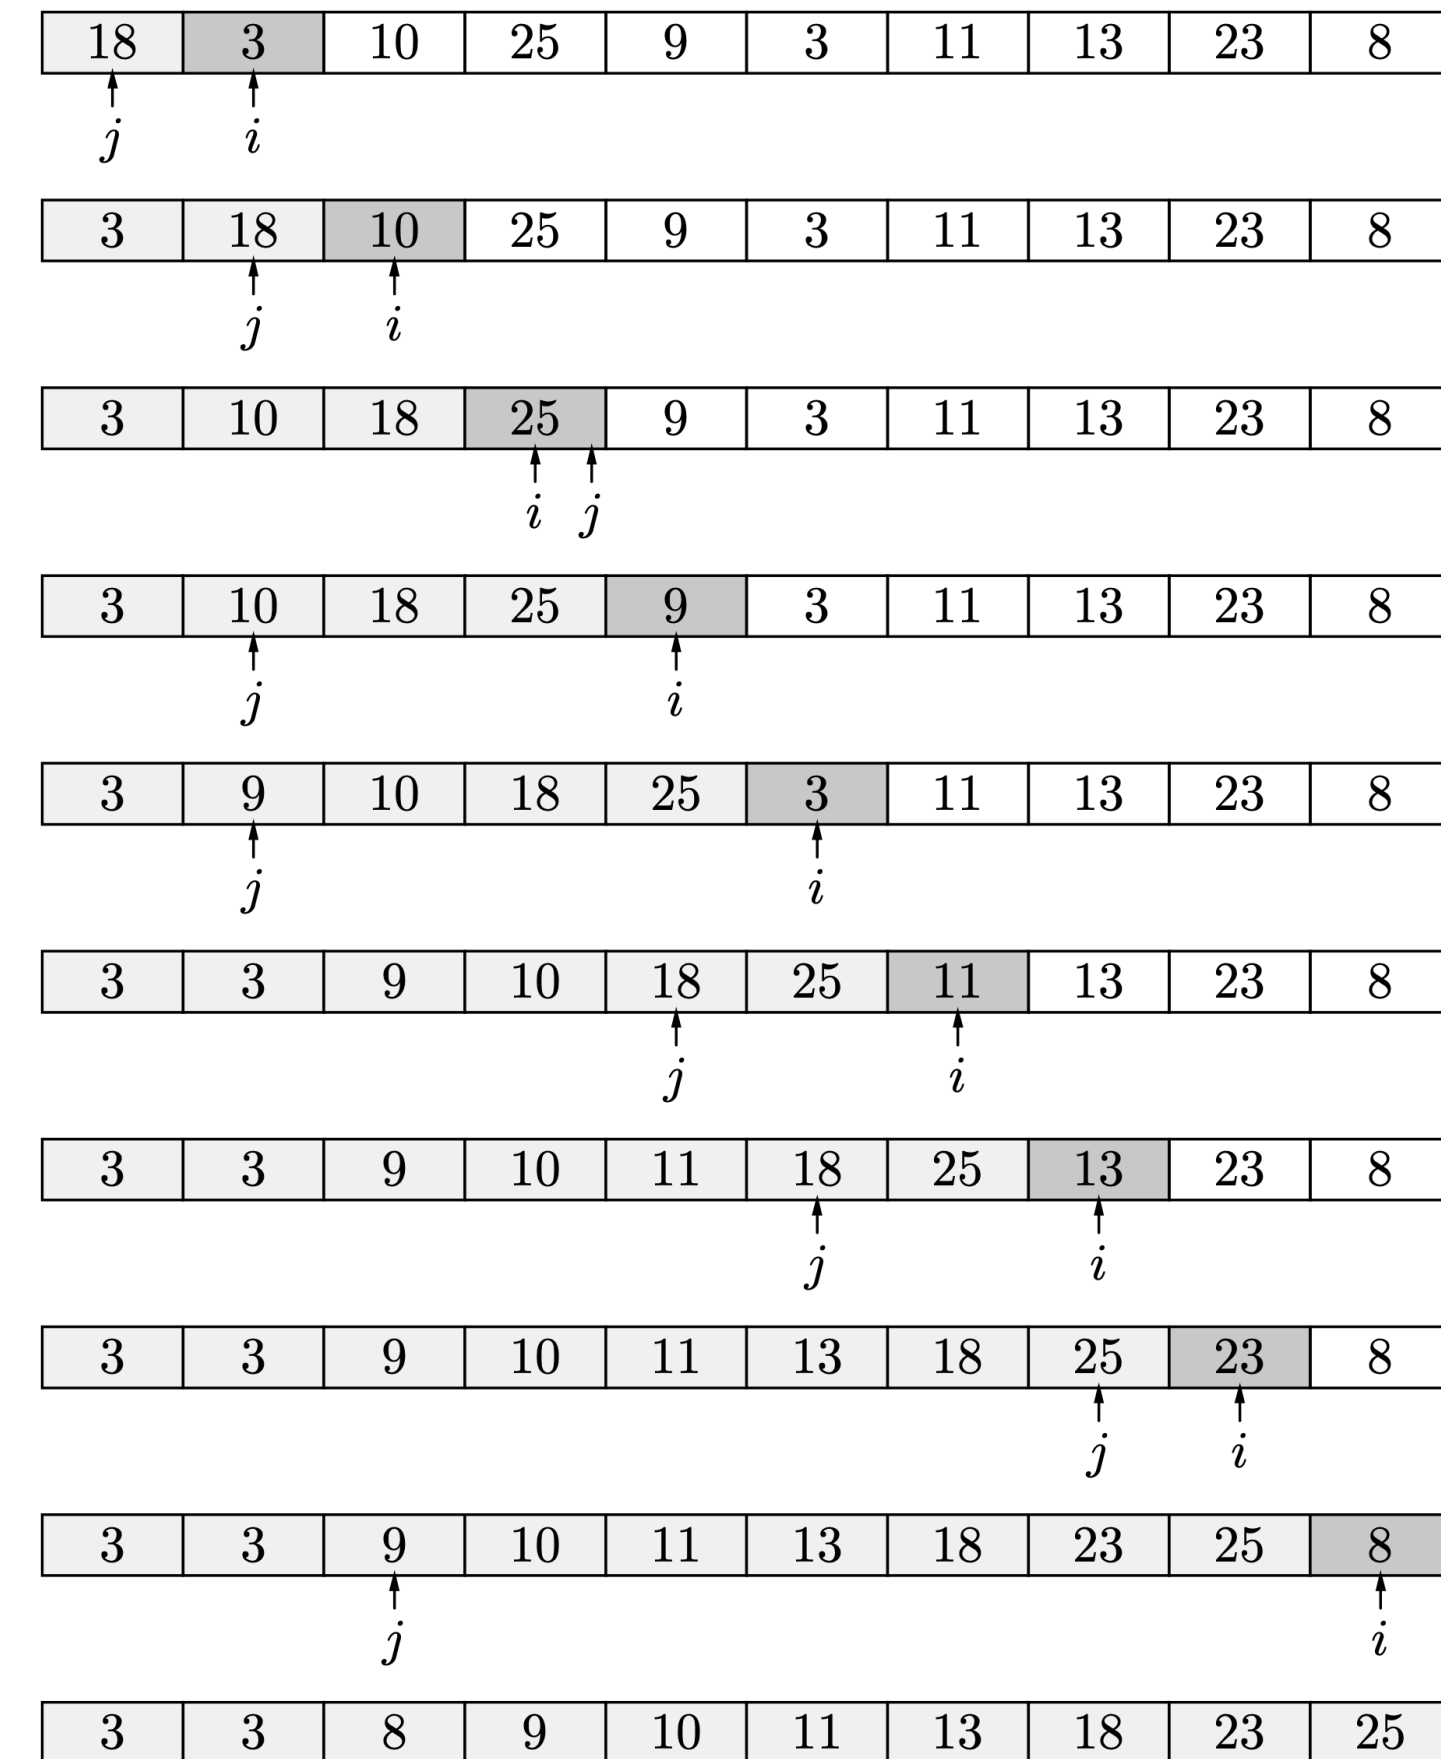 18 3 10 25 9 3 11 13 23 8
j i
3 18 10 25 9 3 11 13 23 8
j i
3 10 18 25 9 3 11 13 23 8
i j
3 10 18 25 9 3 11 13 23 8
j i
3 9 10 18 25 3 11 13 23 8
j i
3 3 9 10 18 25 11 13 23 8
j i
3 3 9 10 11 18 25 13 23 8
j i
3 3 9 10 11 13 18 25 23 8
j i
3 3 9 10 11 13 18 23 25 8
j i
3 3 8 9 10 11 13 18 23 25